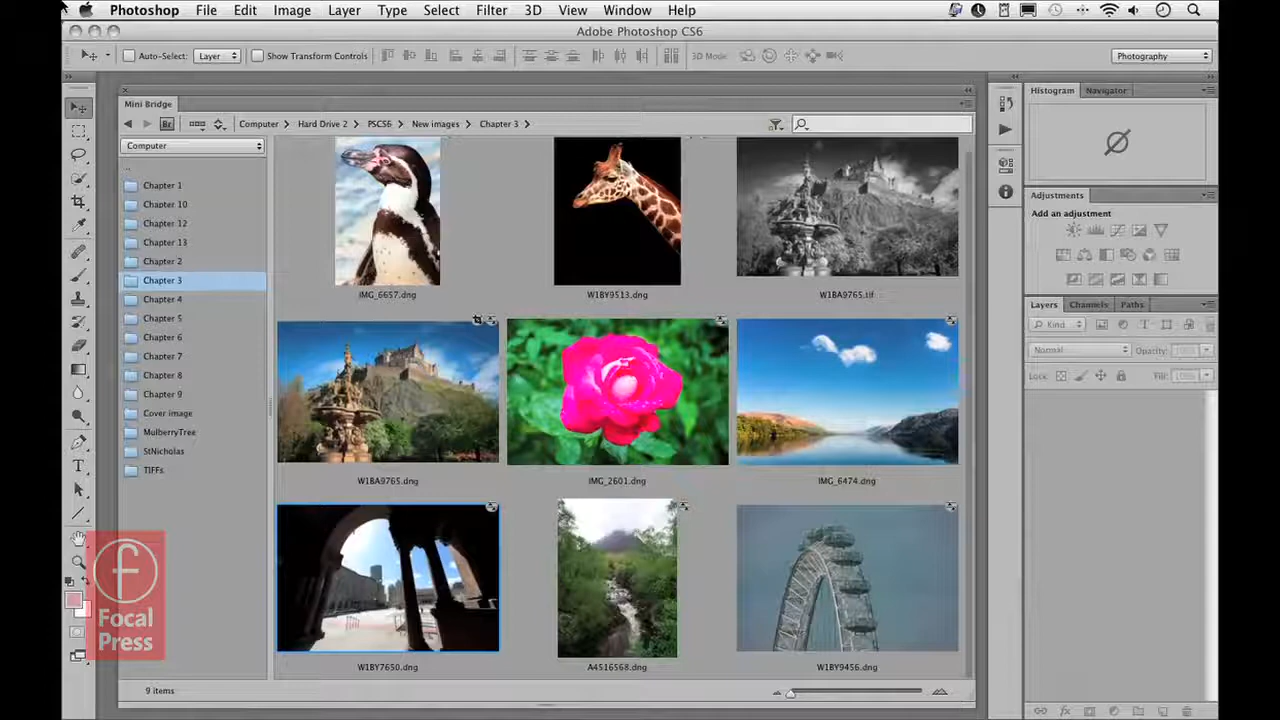 Photoshop File Edit Image Layer Type Select Filter 3D View Window Help
Adobe Photoshop CS6
Auto-Select: Layer Show Transform Controls 3D Mode: Photography
Mini Bridge
Br Computer Hard Drive 2 PSCS6 New images Chapter 3
Computer
..
Chapter 1
Chapter 10
Chapter 12
Chapter 13
Chapter 2
Chapter 3
Chapter 4
Chapter 5
Chapter 6
Chapter 7
Chapter 8
Chapter 9
Cover image
MulberryTree
StNicholas
TIFFs
IMG_6657.dng W1BY9513.dng W1BA9765.tif
W1BA9765.dng IMG_2601.dng IMG_6474.dng
W1BY7650.dng A4516568.dng W1BY9456.dng
9 items
Histogram Navigator
Adjustments
Add an adjustment
Layers Channels Paths
Kind
Normal Opacity: 100%
Lock: Fill: 100%
f
Focal
Press